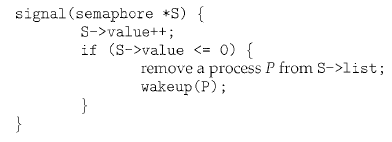 signal(semaphore *S) {
S->value++;
if (S->value <= 0) {
remove a process P from S->list;
wakeup(P);
}
}